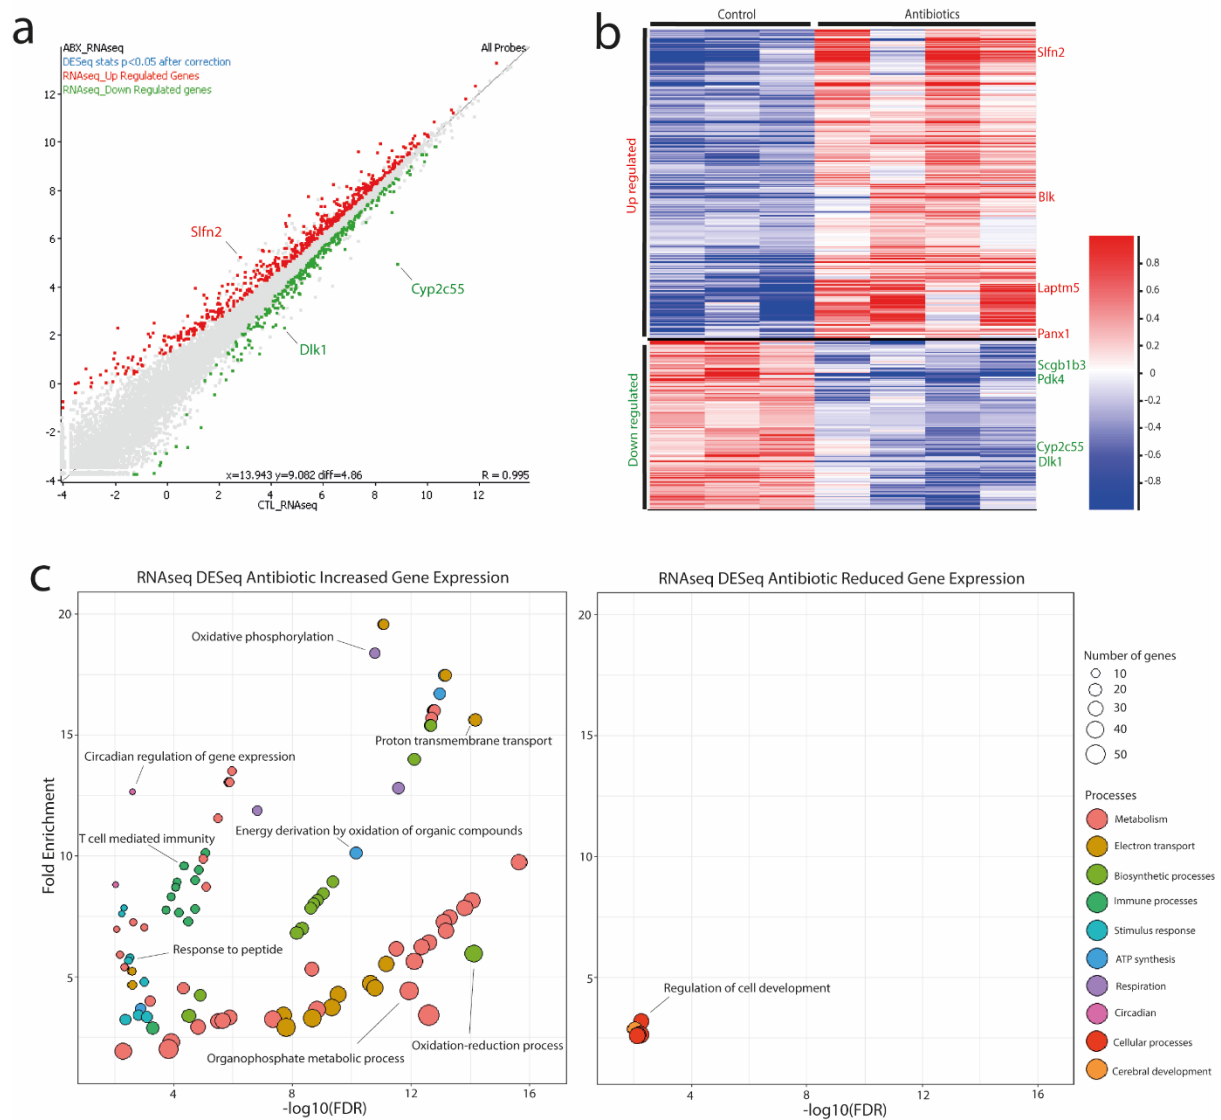 a
ABX_RNAseq
DESeq stats p<0.05 after correction
RNAseq_Up Regulated Genes
RNAseq_Down Regulated genes
All Probes
12
10
8
6
4
2
0
-2
-4
Slfn2
Cyp2c55
Dlk1
x=13.943 y=9.082 diff=4.86
R = 0.995
-4
-2
0
2
4
6
8
10
12
CTL_RNAseq
b
Control
Antibiotics
Up regulated
Down regulated
Slfn2
Blk
Laptm5
Panx1
Scgb1b3
Pdk4
Cyp2c55
Dlk1
0.8
0.6
0.4
0.2
0
-0.2
-0.4
-0.6
-0.8
c
RNAseq DESeq Antibiotic Increased Gene Expression
20
15
10
5
Fold Enrichment
Oxidative phosphorylation
Proton transmembrane transport
Circadian regulation of gene expression
T cell mediated immunity
Energy derivation by oxidation of organic compounds
Response to peptide
Organophosphate metabolic process
Oxidation-reduction process
4
8
12
16
-log10(FDR)
RNAseq DESeq Antibiotic Reduced Gene Expression
20
15
10
5
Regulation of cell development
4
8
12
16
-log10(FDR)
Number of genes
10
20
30
40
50
Processes
Metabolism
Electron transport
Biosynthetic processes
Immune processes
Stimulus response
ATP synthesis
Respiration
Circadian
Cellular processes
Cerebral development